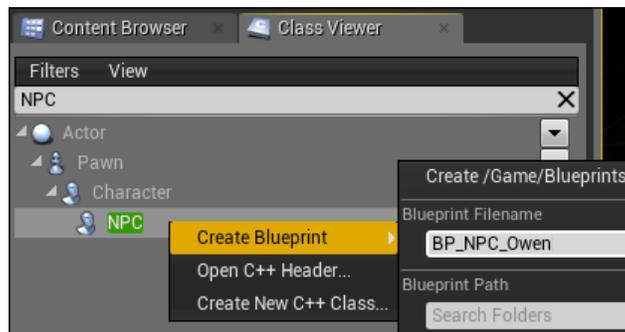 Content Browser
Class Viewer
Filters View
NPC
Actor
Pawn
Character
NPC
Create Blueprint
Open C++ Header...
Create New C++ Class...
Create /Game/Blueprints
Blueprint Filename
BP_NPC_Owen
Blueprint Path
Search Folders